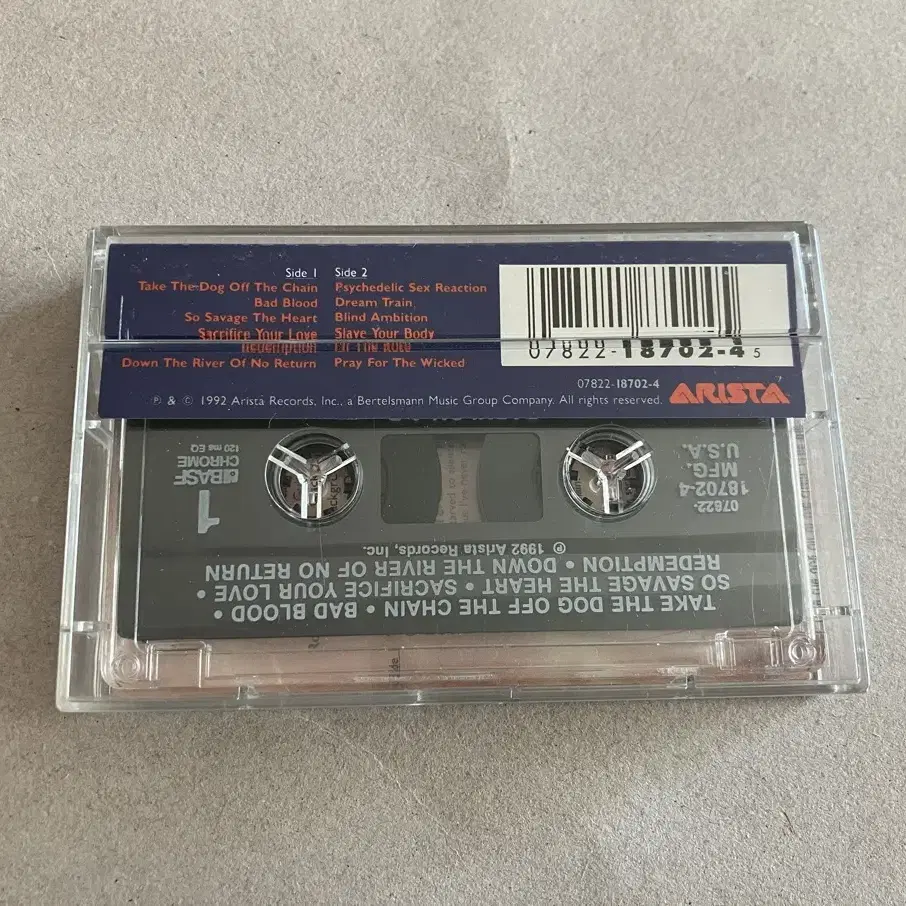 Side 1 Side 2
Take The Dog Off The Chain Psychedelic Sex Reaction
Bad Blood Dream Train
So Savage The Heart Blind Ambition
Sacrifice Your Love Slave Your Body
Redemption
Down The River Of No Return Pray For The Wicked
07822-18702-4 5
07822-18702-4
ARISTA
℗ & © 1992 Arista Records, Inc., a Bertelsmann Music Group Company. All rights reserved.
TAKE THE DOG OFF THE CHAIN • BAD BLOOD •
SO SAVAGE THE HEART • SACRIFICE YOUR LOVE •
REDEMPTION • DOWN THE RIVER OF NO RETURN
℗ 1992 Arista Records, Inc.
07822-
18702-4
MFG.
U.S.A.
1
BASF
CHROME
120 ms EQ